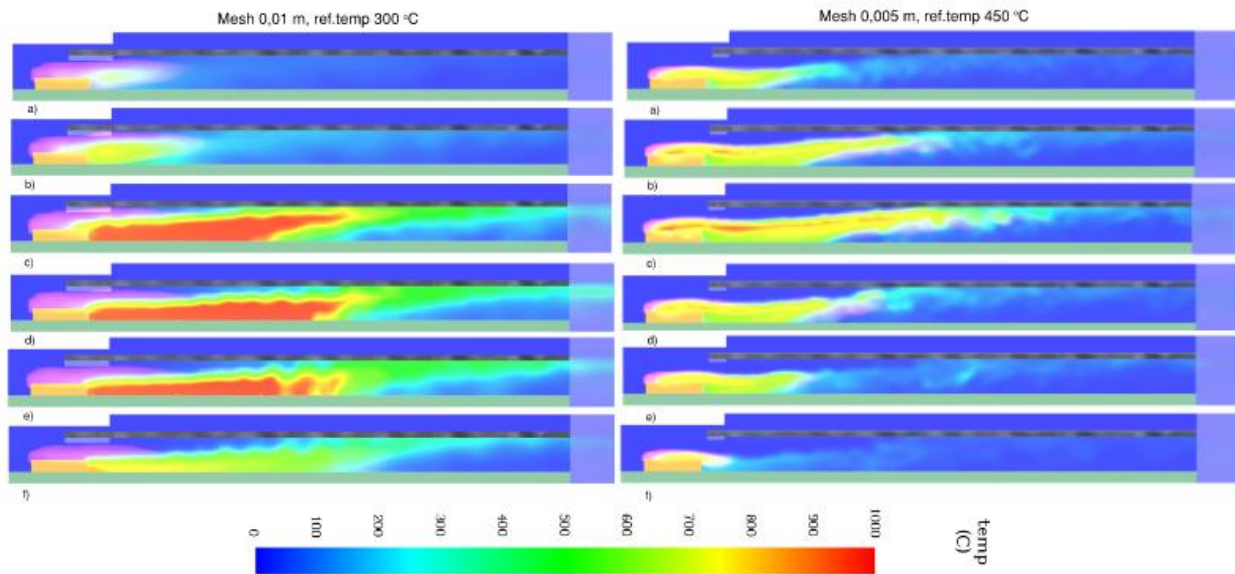 Mesh 0,01 m, ref.temp 300 °C
a)
b)
c)
d)
e)
f)
Mesh 0,005 m, ref.temp 450 °C
a)
b)
c)
d)
e)
f)
0 100 200 300 400 500 600 700 800 900 1000
temp
(C)